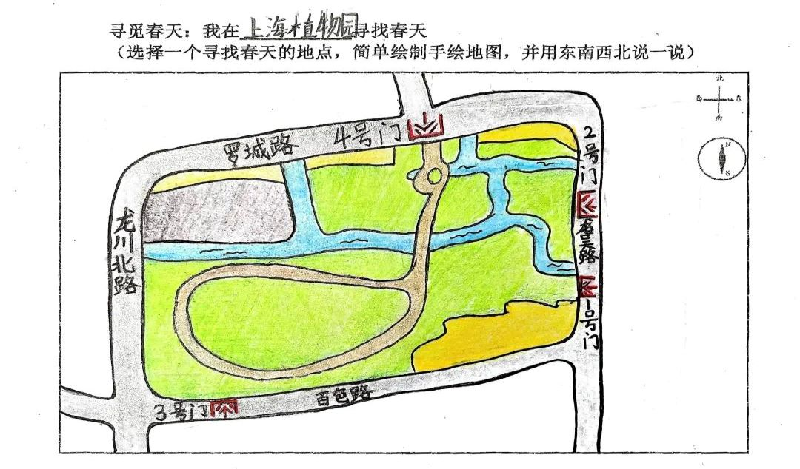 寻觅春天：我在上海植物园寻找春天
（选择一个寻找春天的地点，简单绘制手绘地图，并用东南西北说一说）
北
西 东
南
罗城路
4号门
2号门
龙川北路
龙吴路
1号门
3号门
百色路